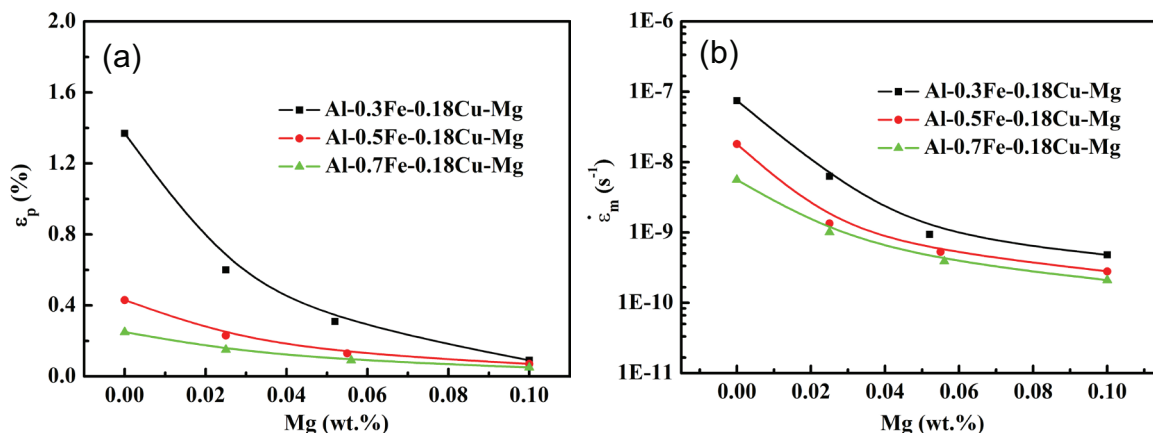 (a)
2.0
1.6
1.2
0.8
0.4
0.0
εp (%)
Al-0.3Fe-0.18Cu-Mg
Al-0.5Fe-0.18Cu-Mg
Al-0.7Fe-0.18Cu-Mg
0.00 0.02 0.04 0.06 0.08 0.10
Mg (wt.%)
(b)
1E-6
1E-7
1E-8
1E-9
1E-10
1E-11
ε̇m (s⁻¹)
Al-0.3Fe-0.18Cu-Mg
Al-0.5Fe-0.18Cu-Mg
Al-0.7Fe-0.18Cu-Mg
0.00 0.02 0.04 0.06 0.08 0.10
Mg (wt.%)